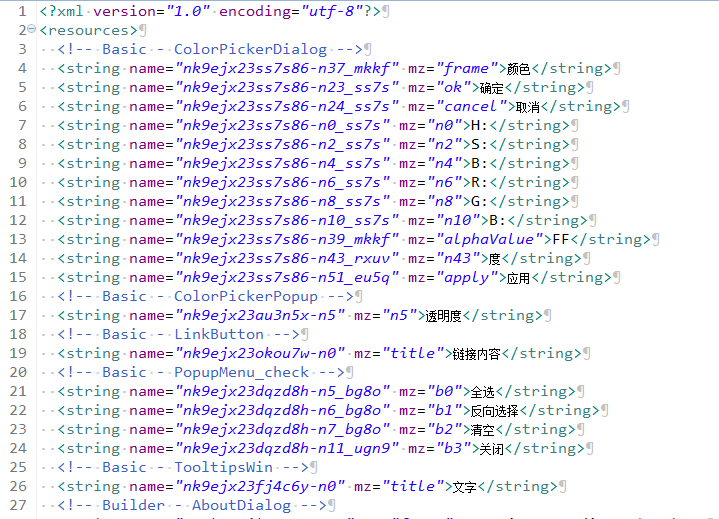 1 <?xml version="1.0" encoding="utf-8"?>¶
2 <resources>¶
3 <!-- Basic - ColorPickerDialog -->¶
4 <string name="nk9ejx23ss7s86-n37_mkkf" mz="frame">颜色</string>¶
5 <string name="nk9ejx23ss7s86-n23_ss7s" mz="ok">确定</string>¶
6 <string name="nk9ejx23ss7s86-n24_ss7s" mz="cancel">取消</string>¶
7 <string name="nk9ejx23ss7s86-n0_ss7s" mz="n0">H:</string>¶
8 <string name="nk9ejx23ss7s86-n2_ss7s" mz="n2">S:</string>¶
9 <string name="nk9ejx23ss7s86-n4_ss7s" mz="n4">B:</string>¶
10 <string name="nk9ejx23ss7s86-n6_ss7s" mz="n6">R:</string>¶
11 <string name="nk9ejx23ss7s86-n8_ss7s" mz="n8">G:</string>¶
12 <string name="nk9ejx23ss7s86-n10_ss7s" mz="n10">B:</string>¶
13 <string name="nk9ejx23ss7s86-n39_mkkf" mz="alphaValue">FF</string>¶
14 <string name="nk9ejx23ss7s86-n43_rxuv" mz="n43">度</string>¶
15 <string name="nk9ejx23ss7s86-n51_eu5q" mz="apply">应用</string>¶
16 <!-- Basic - ColorPickerPopup -->¶
17 <string name="nk9ejx23au3n5x-n5" mz="n5">透明度</string>¶
18 <!-- Basic - LinkButton -->¶
19 <string name="nk9ejx23okou7w-n0" mz="title">链接内容</string>¶
20 <!-- Basic - PopupMenu_check -->¶
21 <string name="nk9ejx23dqzd8h-n5_bg8o" mz="b0">全选</string>¶
22 <string name="nk9ejx23dqzd8h-n6_bg8o" mz="b1">反向选择</string>¶
23 <string name="nk9ejx23dqzd8h-n7_bg8o" mz="b2">清空</string>¶
24 <string name="nk9ejx23dqzd8h-n11_ugn9" mz="b3">关闭</string>¶
25 <!-- Basic - TooltipsWin -->¶
26 <string name="nk9ejx23fj4c6y-n0" mz="title">文字</string>¶
27 <!-- Builder - AboutDialog -->¶